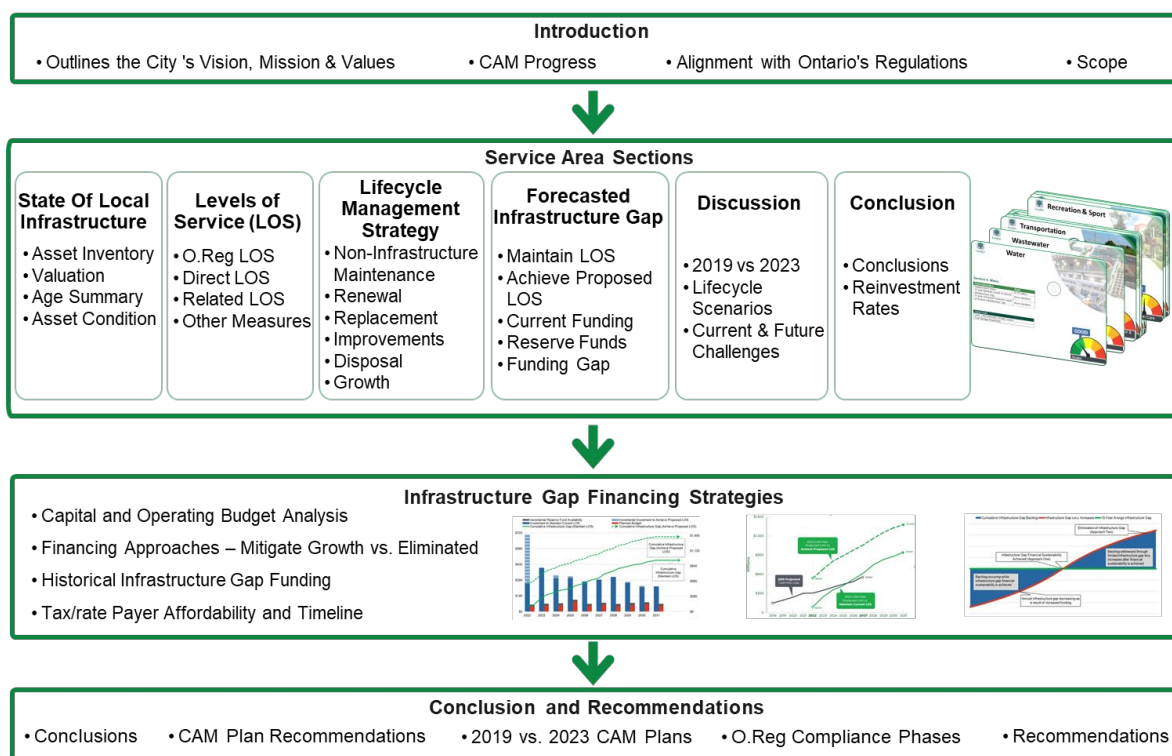 Introduction
• Outlines the City 's Vision, Mission & Values • CAM Progress • Alignment with Ontario's Regulations • Scope
Service Area Sections
State Of Local
Infrastructure
• Asset Inventory
• Valuation
• Age Summary
• Asset Condition
Levels of
Service (LOS)
• O.Reg LOS
• Direct LOS
• Related LOS
• Other Measures
Lifecycle
Management
Strategy
• Non-Infrastructure
Maintenance
• Renewal
• Replacement
• Improvements
• Disposal
• Growth
Forecasted
Infrastructure Gap
• Maintain LOS
• Achieve Proposed
LOS
• Current Funding
• Reserve Funds
• Funding Gap
Discussion
• 2019 vs 2023
• Lifecycle
Scenarios
• Current & Future
Challenges
Conclusion
• Conclusions
• Reinvestment
Rates
Recreation & Sport
Transportation
Wastewater
Water
GOOD
Infrastructure Gap Financing Strategies
• Capital and Operating Budget Analysis
• Financing Approaches – Mitigate Growth vs. Eliminated
• Historical Infrastructure Gap Funding
• Tax/rate Payer Affordability and Timeline
Conclusion and Recommendations
• Conclusions • CAM Plan Recommendations • 2019 vs. 2023 CAM Plans • O.Reg Compliance Phases • Recommendations